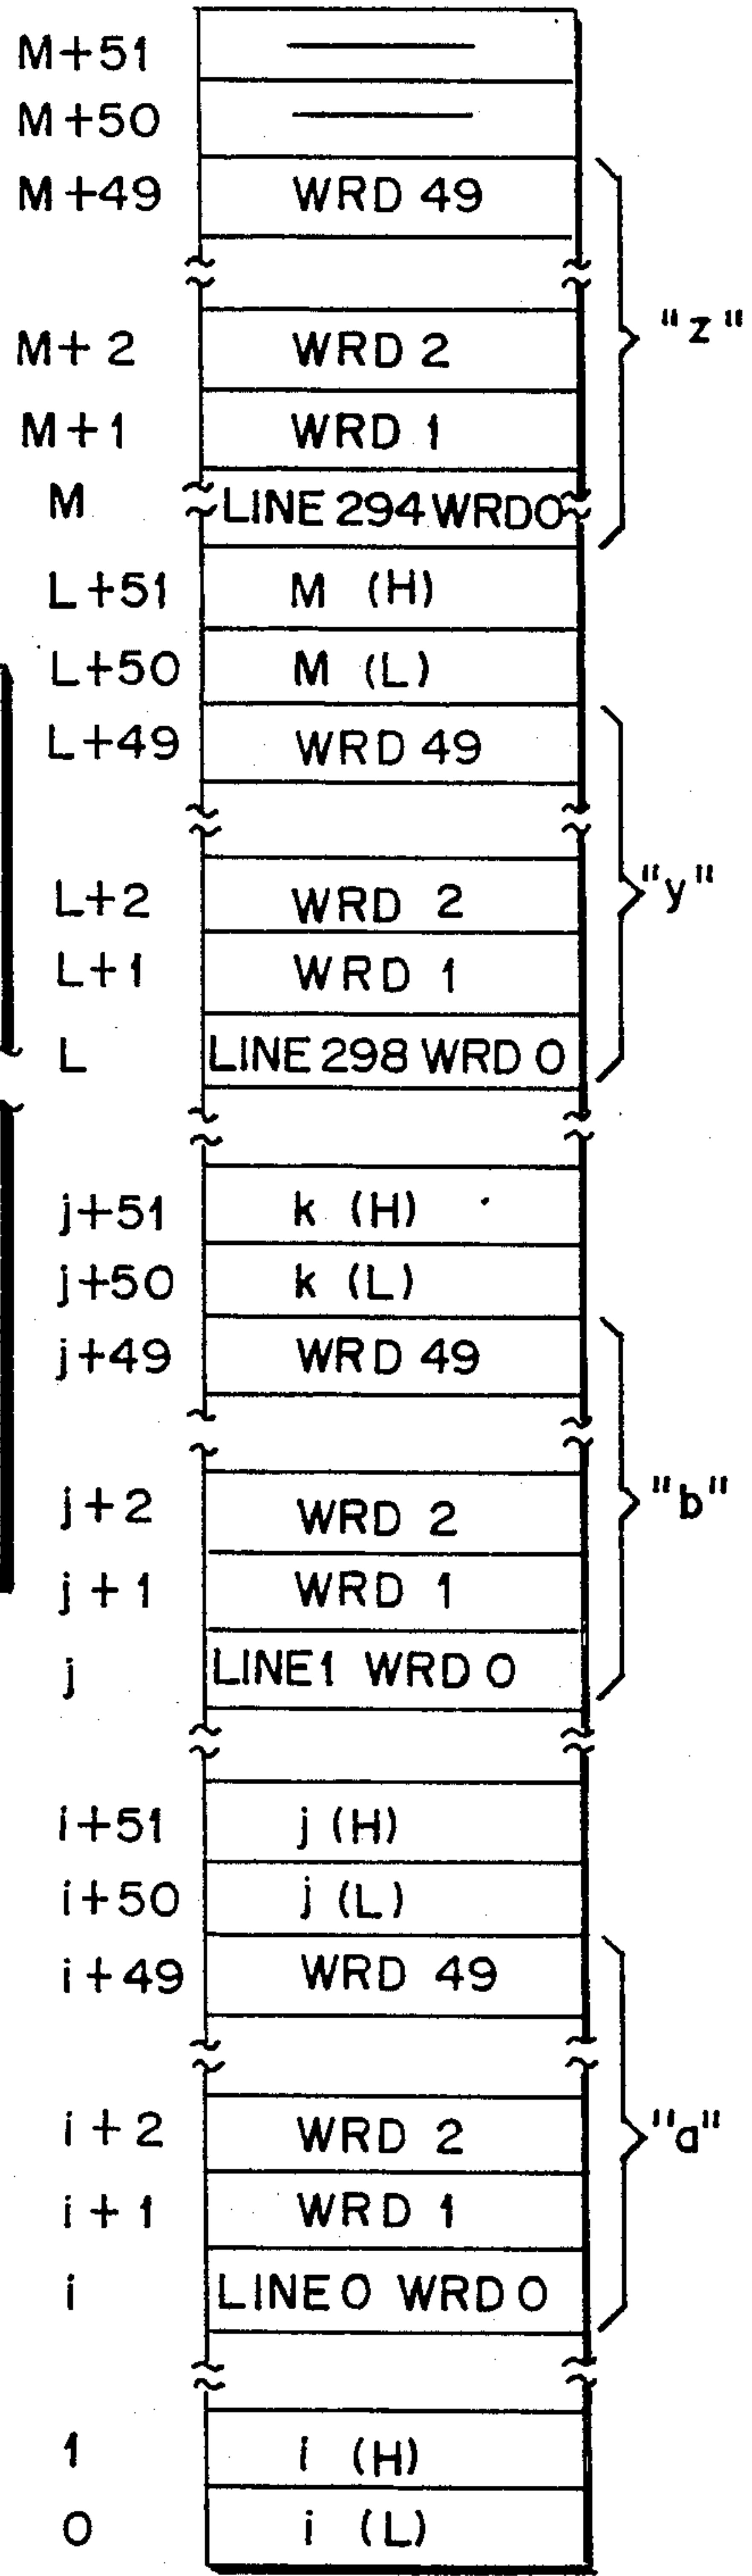 M+51
M+50
M+49 WRD 49
M+2 WRD 2 "z"
M+1 WRD 1
M LINE 294 WRD0
L+51 M (H)
L+50 M (L)
L+49 WRD 49
L+2 WRD 2 "y"
L+1 WRD 1
L LINE 298 WRD 0
j+51 k (H)
j+50 k (L)
j+49 WRD 49
j+2 WRD 2 "b"
j+1 WRD 1
j LINE1 WRD 0
i+51 j (H)
i+50 j (L)
i+49 WRD 49
i+2 WRD 2 "a"
i+1 WRD 1
i LINE 0 WRD 0
1 i (H)
0 i (L)